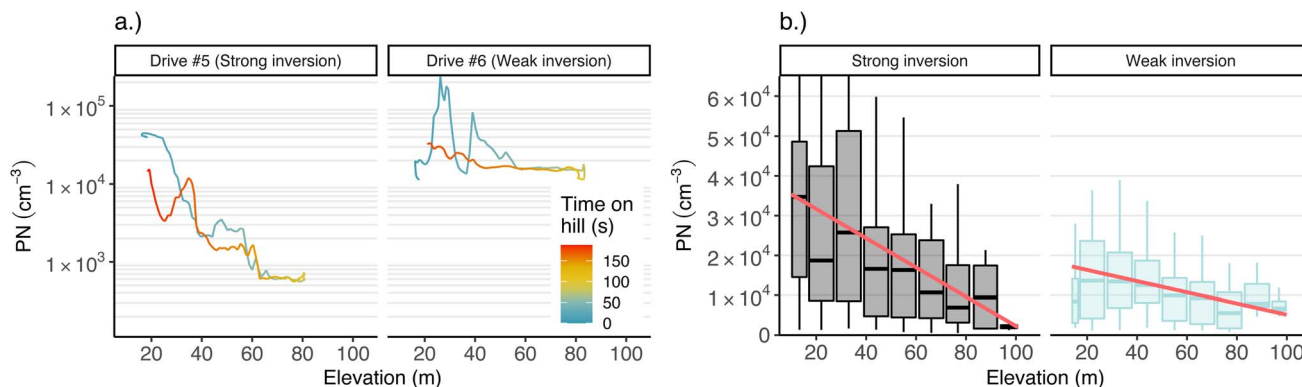 a.)
Drive #5 (Strong inversion)
Drive #6 (Weak inversion)
PN (cm⁻³)
1 × 10⁵
1 × 10⁴
1 × 10³
20 40 60 80 100
20 40 60 80 100
Elevation (m)
Time on
hill (s)
150
100
50
0
b.)
Strong inversion
Weak inversion
PN (cm⁻³)
6 × 10⁴
5 × 10⁴
4 × 10⁴
3 × 10⁴
2 × 10⁴
1 × 10⁴
0
20 40 60 80 100
20 40 60 80 100
Elevation (m)